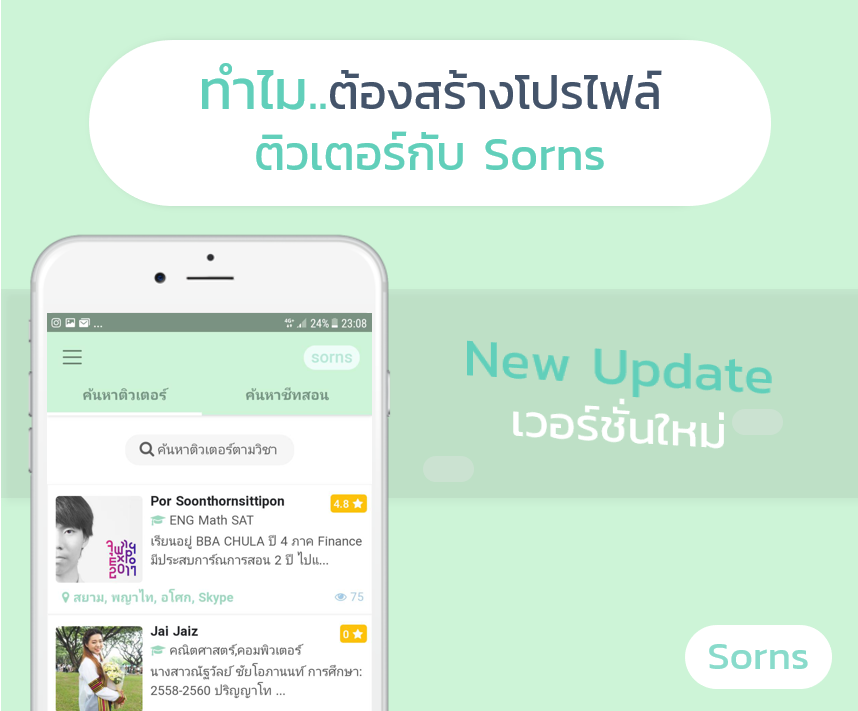 ทำไม..ต้องสร้างโปรไฟล์
ติวเตอร์กับ Sorns
... 4G+ 24% 23:08
sorns
ค้นหาติวเตอร์ ค้นหาชีทสอน
ค้นหาติวเตอร์ตามวิชา
Por Soonthornsittipon 4.8
ENG Math SAT
เรียนอยู่ BBA CHULA ปี 4 ภาค Finance
มีประสบการ์ณการสอน 2 ปี ไปแ...
สยาม, พญาไท, อโศก, Skype 75
Jai Jaiz 0
คณิตศาสตร์,คอมพิวเตอร์
นางสาวณัฐวัลย์ ชัยโอภานนท์ การศึกษา:
2558-2560 ปริญญาโท ...
New Update
เวอร์ชั่นใหม่
Sorns